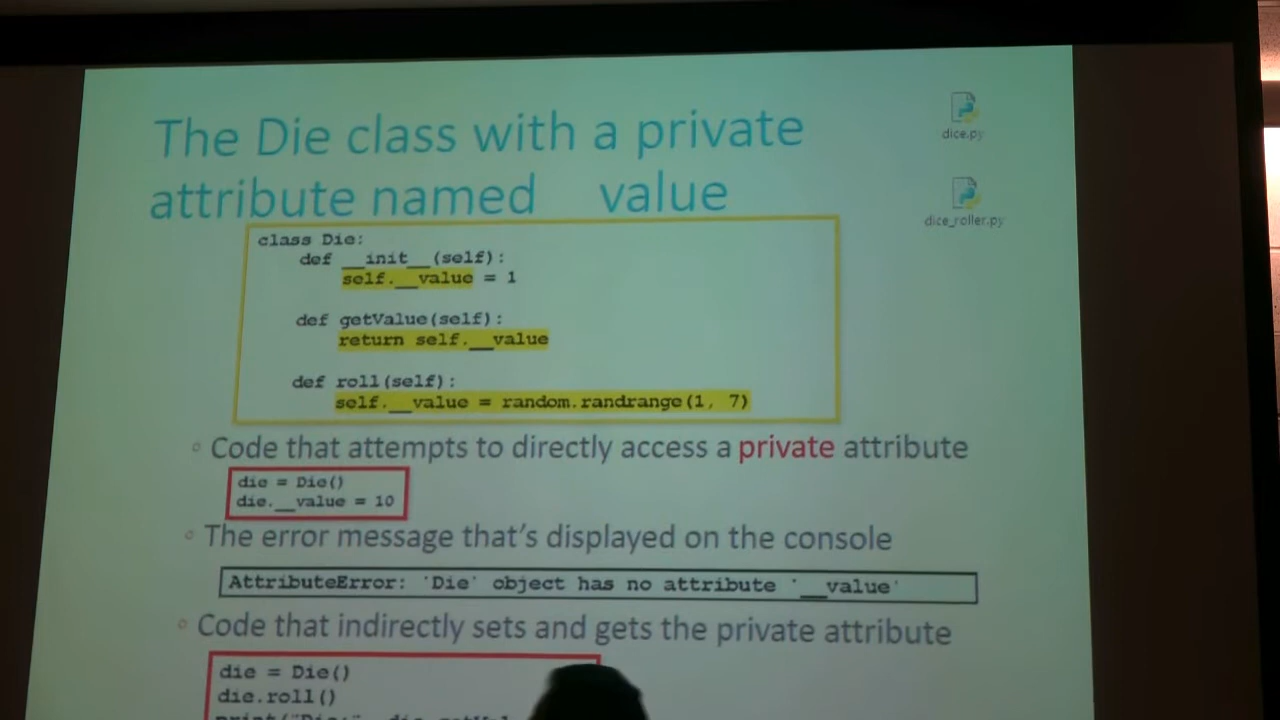 The Die class with a private
attribute named __value
dice.py
dice_roller.py
class Die:
def __init__(self):
self.__value = 1
def getValue(self):
return self.__value
def roll(self):
self.__value = random.randrange(1, 7)
◦ Code that attempts to directly access a private attribute
die = Die()
die.__value = 10
◦ The error message that's displayed on the console
AttributeError: 'Die' object has no attribute '__value'
◦ Code that indirectly sets and gets the private attribute
die = Die()
die.roll()